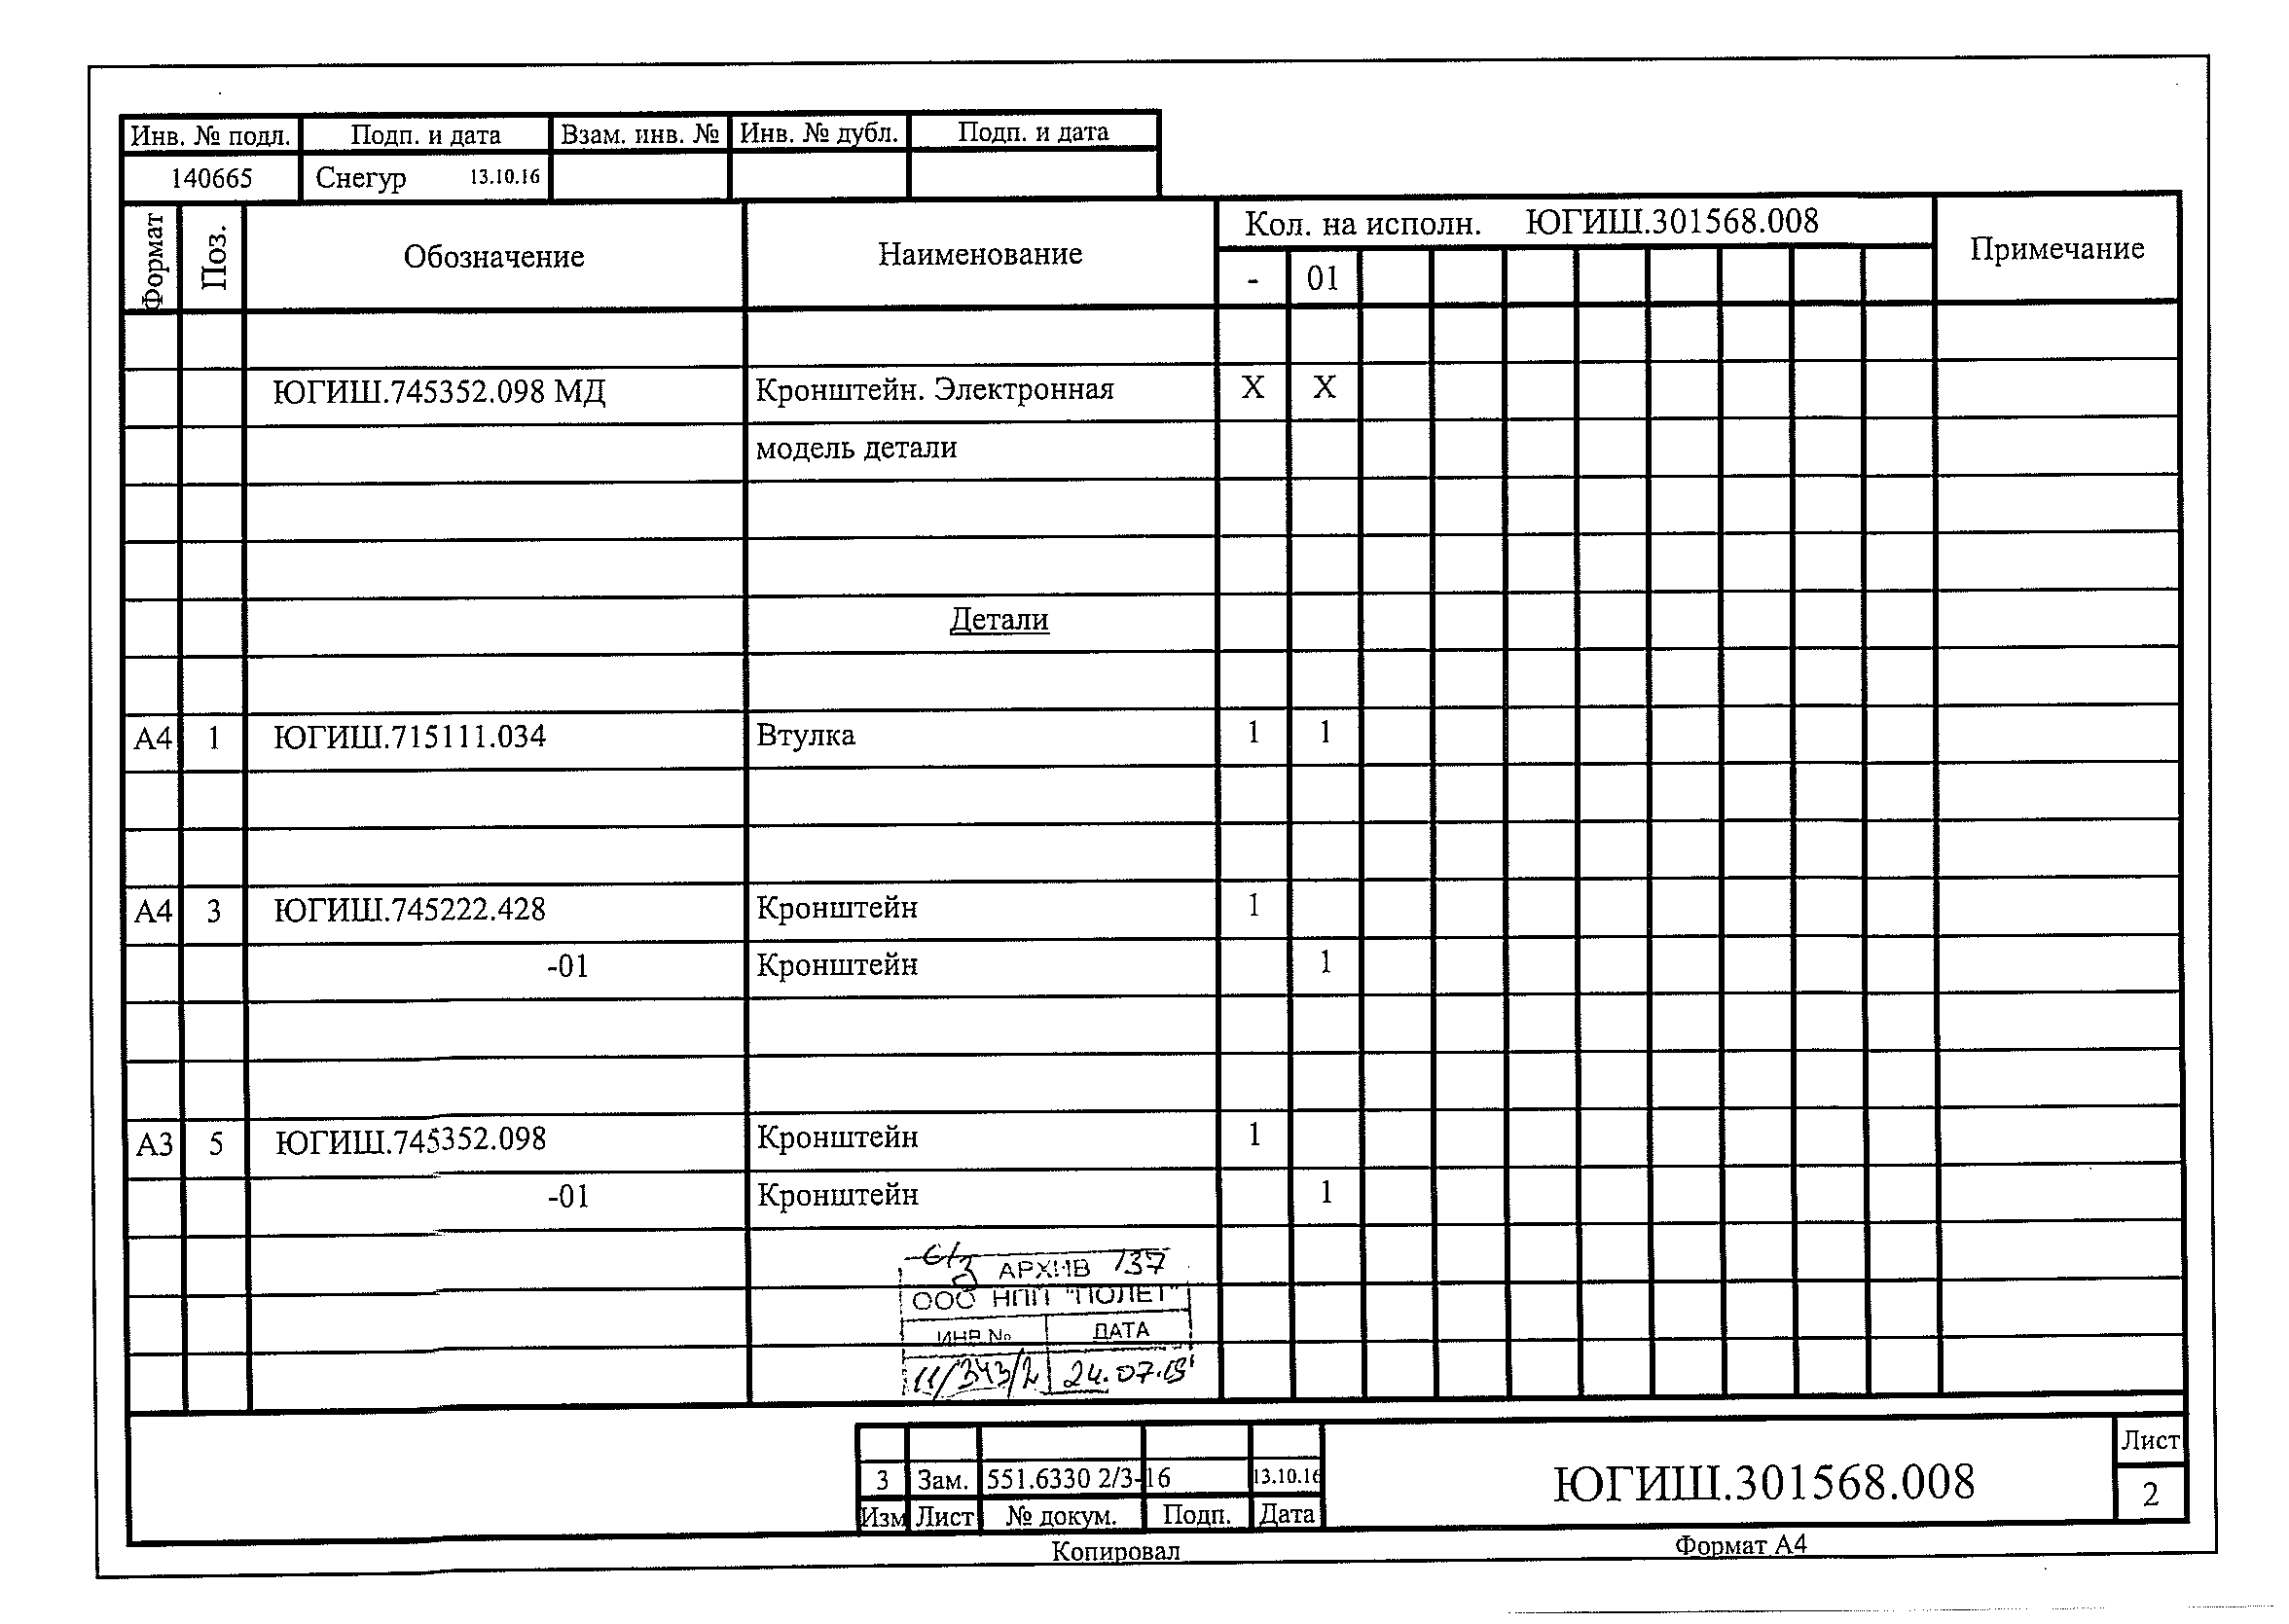 Инв. № подл. Подп. и дата Взам. инв. № Инв. № дубл. Подп. и дата
140665 Снегур 13.10.16
Формат Поз. Обозначение Наименование Кол. на исполн. ЮГИШ.301568.008 Примечание
- 01
ЮГИШ.745352.098 МД Кронштейн. Электронная X X
модель детали
Детали
А4 1 ЮГИШ.715111.034 Втулка 1 1
А4 3 ЮГИШ.745222.428 Кронштейн 1
-01 Кронштейн 1
А3 5 ЮГИШ.745352.098 Кронштейн 1
-01 Кронштейн 1
АРХИВ 137
ООО НПП "ПОЛЕТ"
ИНВ.№ ДАТА
11/343/2 24.07.19
3 Зам. 551.6330 2/3-16 13.10.16
Изм Лист № докум. Подп. Дата
ЮГИШ.301568.008
Лист
2
Копировал Формат А4